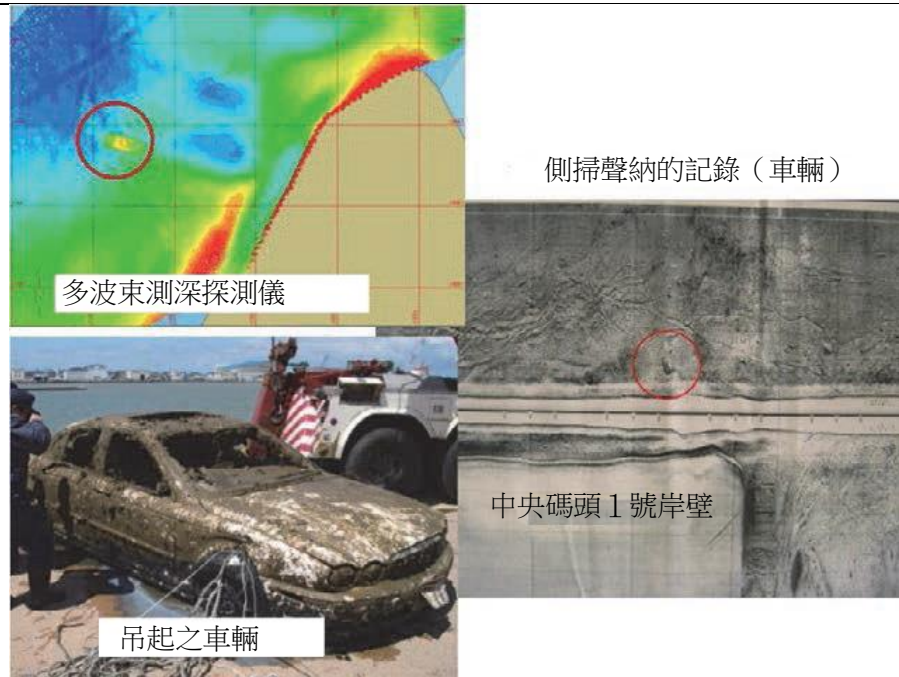 多波束測深探測儀
側掃聲納的記錄（車輛）
中央碼頭１號岸壁
吊起之車輛